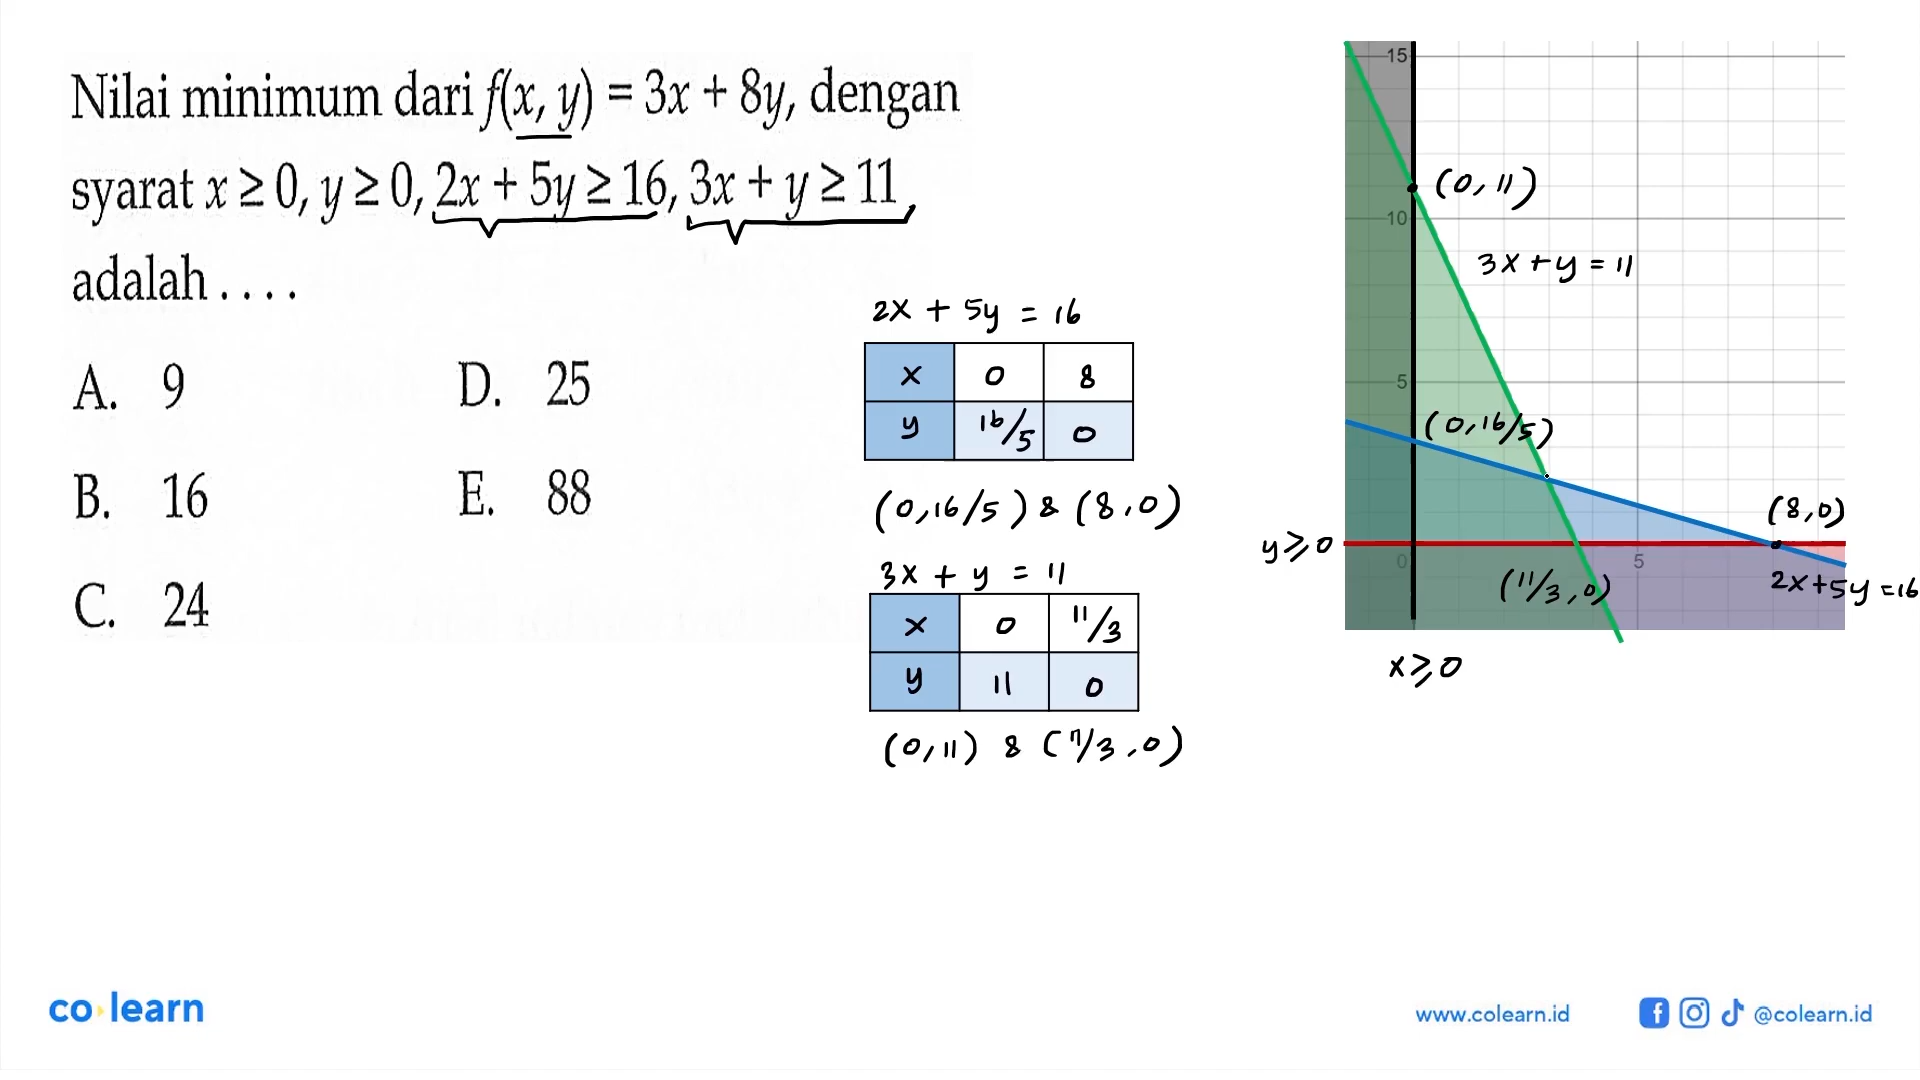 Nilai minimum dari f(x, y) = 3x + 8y, dengan
syarat x ≥ 0, y ≥ 0, 2x + 5y ≥ 16, 3x + y ≥ 11,
adalah . . . .
A. 9
B. 16
C. 24
D. 25
E. 88
2x + 5y = 16
x 0 8
y 16/5 0
(0,16/5) & (8,0)
3x + y = 11
x 0 11/3
y 11 0
(0,11) & (11/3,0)
15
(0,11)
10
3x + y = 11
5
(0,16/5)
(8,0)
y ≥ 0
0
5
(11/3,0)
2x+5y=16
x ≥ 0
co learn
www.colearn.id
@colearn.id